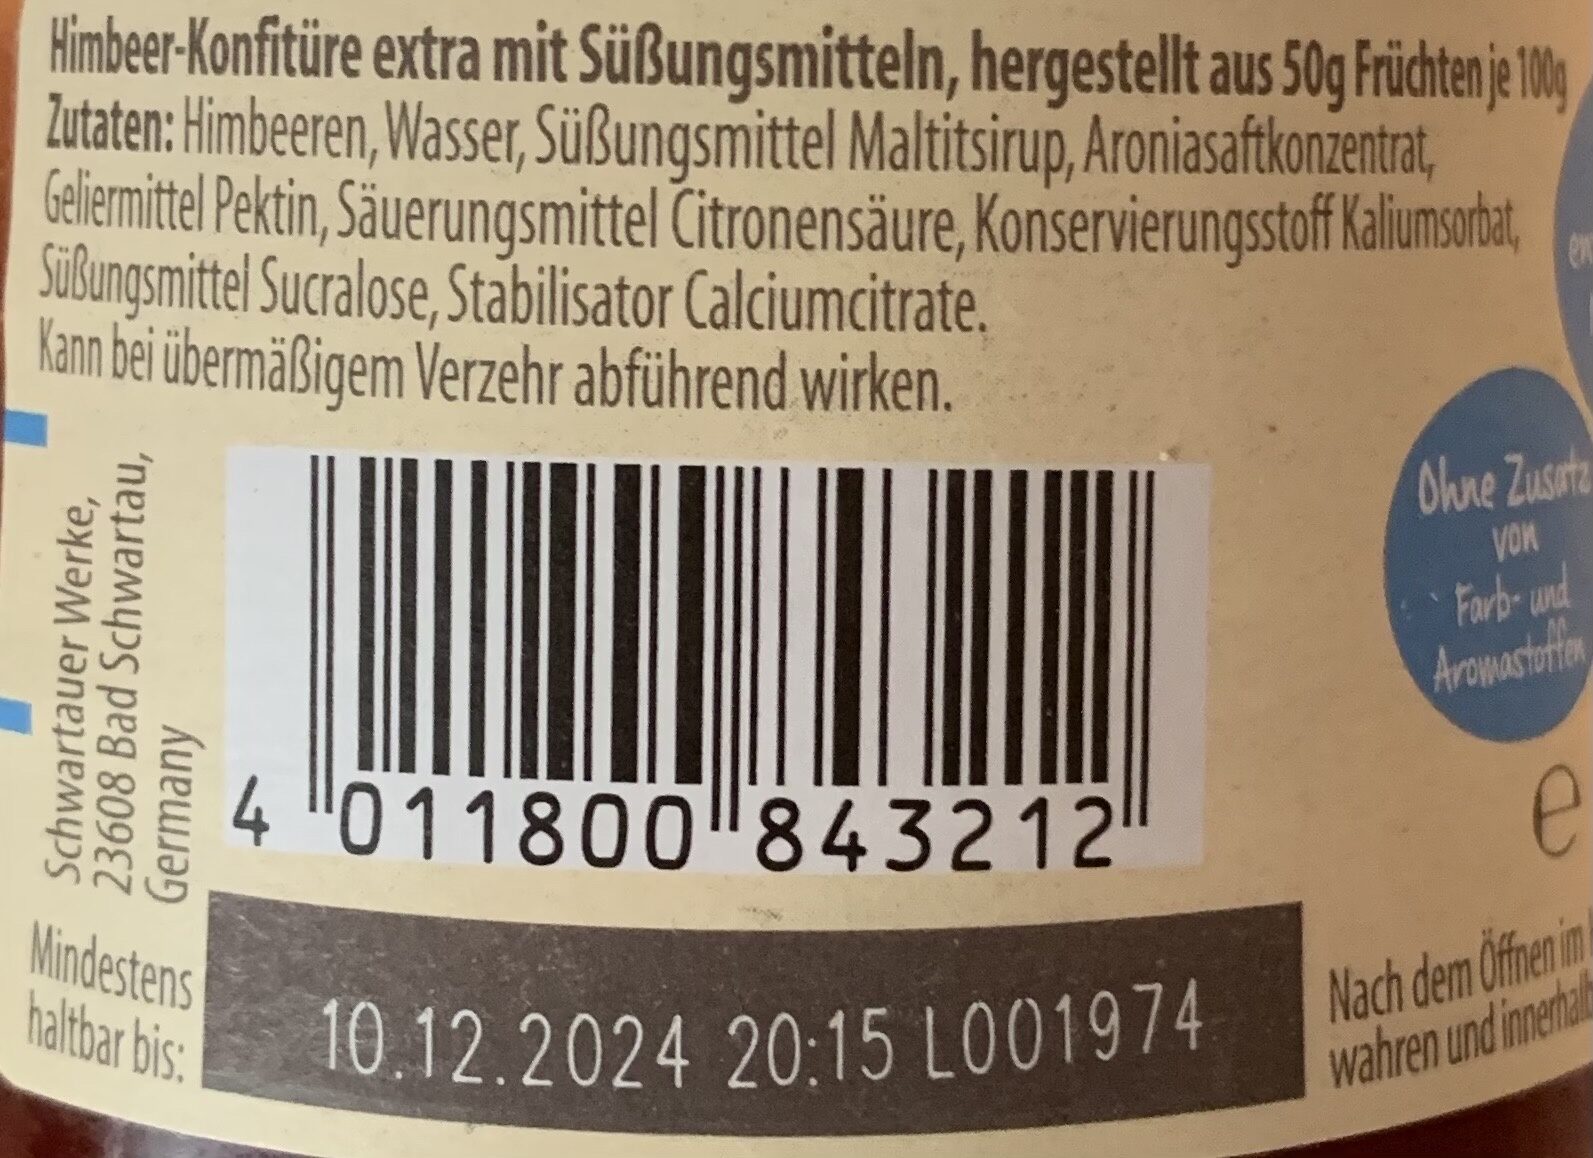 Himbeer-Konfitüre extra mit Süßungsmitteln, hergestellt aus 50g Früchten je 100g
Zutaten: Himbeeren, Wasser, Süßungsmittel Maltitsirup, Aroniasaftkonzentrat,
Geliermittel Pektin, Säuerungsmittel Citronensäure, Konservierungsstoff Kaliumsorbat,
Süßungsmittel Sucralose, Stabilisator Calciumcitrate.
Kann bei übermäßigem Verzehr abführend wirken.
Schwartauer Werke,
23608 Bad Schwartau,
Germany
4 011800 843212
Ohne Zusatz
von
Farb- und
Aromastoffen
e
Mindestens
haltbar bis:
10.12.2024 20:15 L001974
Nach dem Öffnen im
wahren und innerhalb